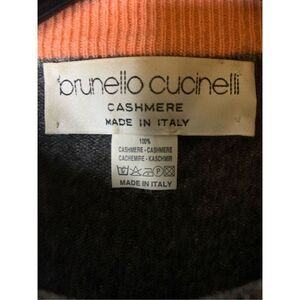 brunello cucinelli
CASHMERE
MADE IN ITALY
100%
CASHMERE - CASHMERE
CACHEMIRE - KASCHMIR
MADE IN ITALY